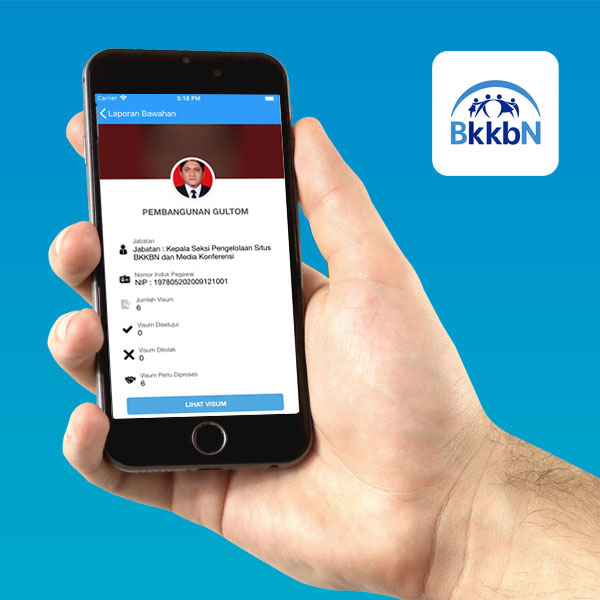 Carrier 5:18 PM
Laporan Bawahan
BkkbN
PEMBANGUNAN GULTOM
Jabatan
Jabatan : Kepala Seksi Pengelolaan Situs
BKKBN dan Media Konferensi
Nomor Induk Pegawai
NIP : 197805202009121001
Jumlah Visum
6
Visum Disetujui
0
Visum Ditolak
0
Visum Perlu Diproses
6
LIHAT VISUM